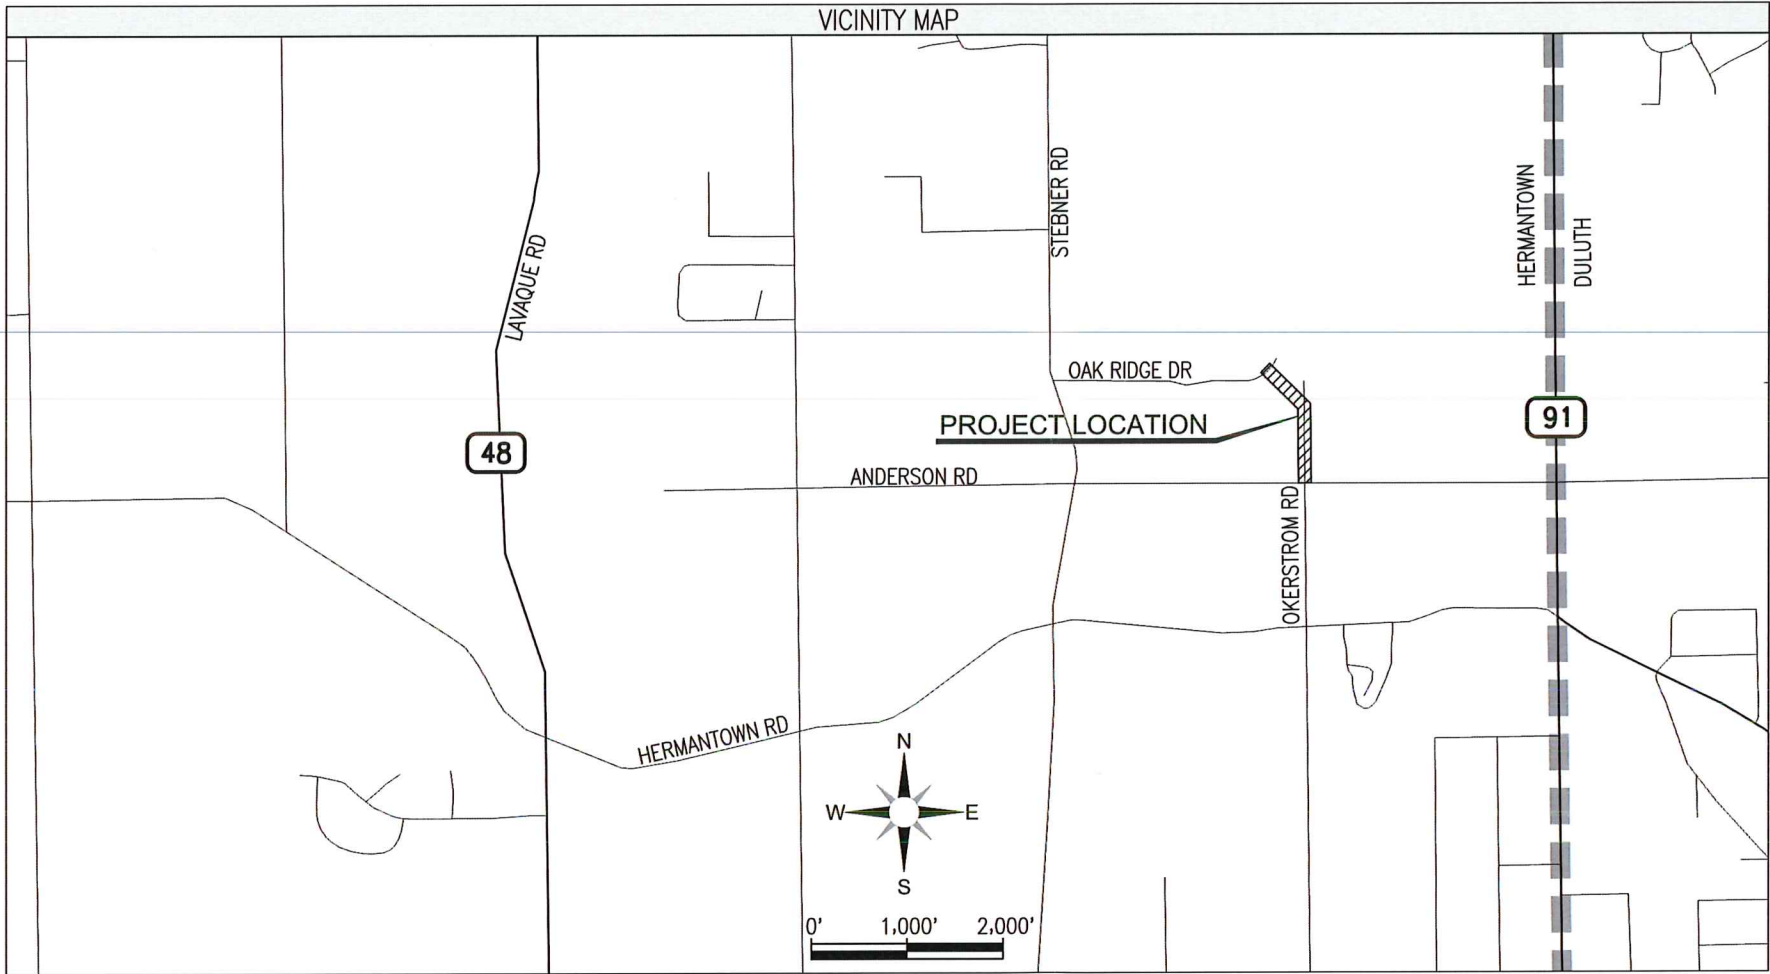 VICINITY MAP
STEBNER RD
HERMANTOWN
DULUTH
LAVAQUE RD
OAK RIDGE DR
PROJECT LOCATION
91
48
ANDERSON RD
OKERSTROM RD
HERMANTOWN RD
N
W
E
S
0'
1,000'
2,000'